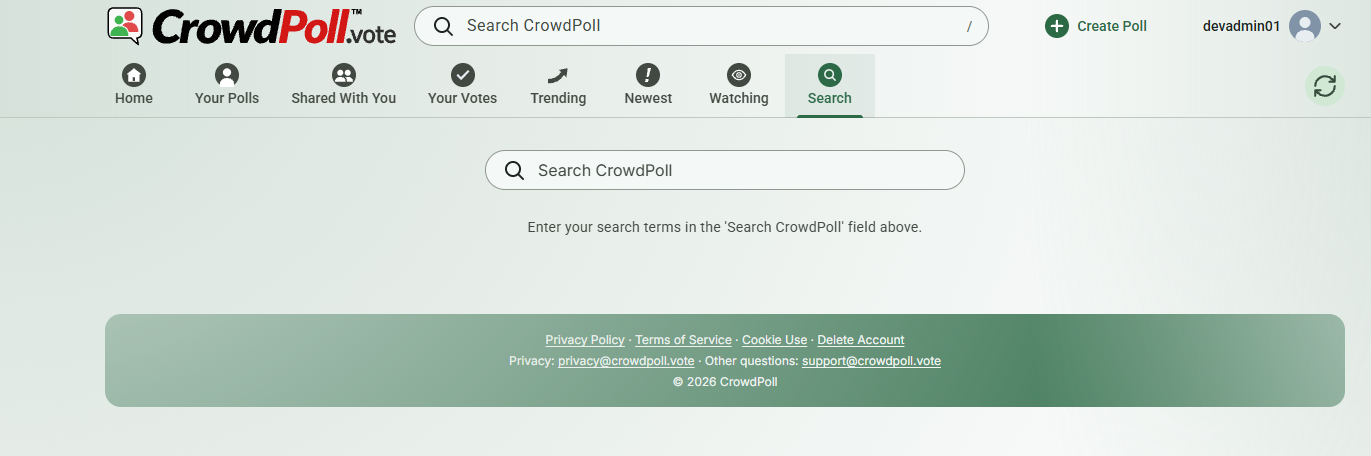 CrowdPoll™.vote
Search CrowdPoll /
Create Poll
devadmin01
Home
Your Polls
Shared With You
Your Votes
Trending
Newest
Watching
Search
Search CrowdPoll
Enter your search terms in the 'Search CrowdPoll' field above.
Privacy Policy · Terms of Service · Cookie Use · Delete Account
Privacy: privacy@crowdpoll.vote · Other questions: support@crowdpoll.vote
© 2026 CrowdPoll